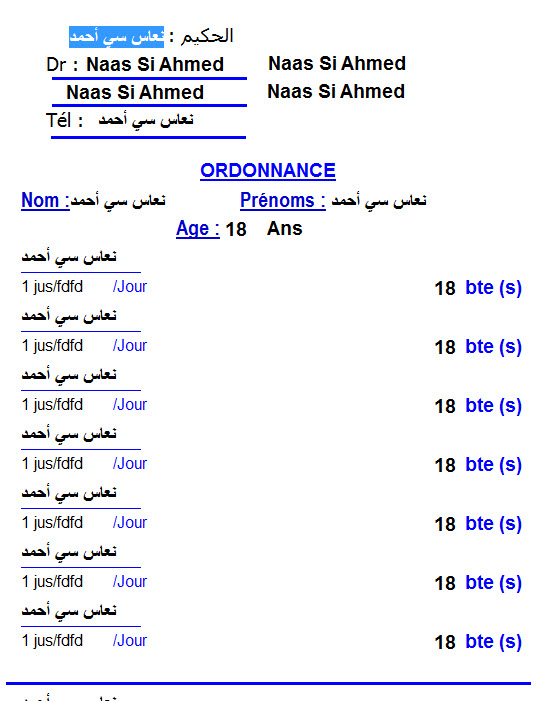 الحكيم : نعاس سي أحمد
Dr : Naas Si Ahmed Naas Si Ahmed
Naas Si Ahmed Naas Si Ahmed
Tél : نعاس سي أحمد
ORDONNANCE
Nom : نعاس سي أحمد Prénoms : نعاس سي أحمد
Age : 18 Ans
نعاس سي أحمد
1 jus/fdfd /Jour 18 bte (s)
نعاس سي أحمد
1 jus/fdfd /Jour 18 bte (s)
نعاس سي أحمد
1 jus/fdfd /Jour 18 bte (s)
نعاس سي أحمد
1 jus/fdfd /Jour 18 bte (s)
نعاس سي أحمد
1 jus/fdfd /Jour 18 bte (s)
نعاس سي أحمد
1 jus/fdfd /Jour 18 bte (s)
نعاس سي أحمد
1 jus/fdfd /Jour 18 bte (s)